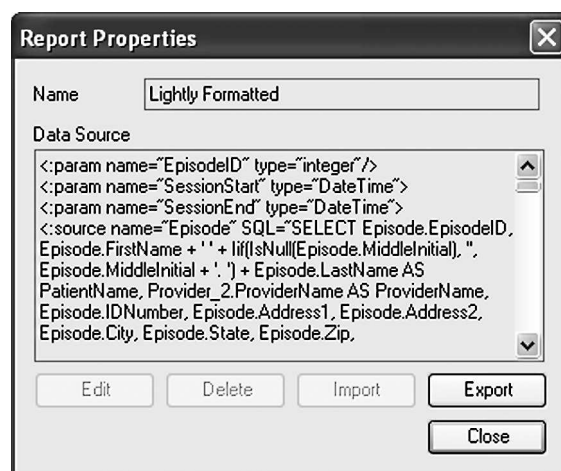 Report Properties
Name Lightly Formatted
Data Source
<:param name="EpisodeID" type="integer"/>
<:param name="SessionStart" type="DateTime">
<:param name="SessionEnd" type="DateTime">
<:source name="Episode" SQL="SELECT Episode.EpisodeID,
Episode.FirstName + ' ' + Iif(IsNull(Episode.MiddleInitial), '',
Episode.MiddleInitial + '. ') + Episode.LastName AS
PatientName, Provider_2.ProviderName AS ProviderName,
Episode.IDNumber, Episode.Address1, Episode.Address2,
Episode.City, Episode.State, Episode.Zip,
Edit Delete Import Export
Close